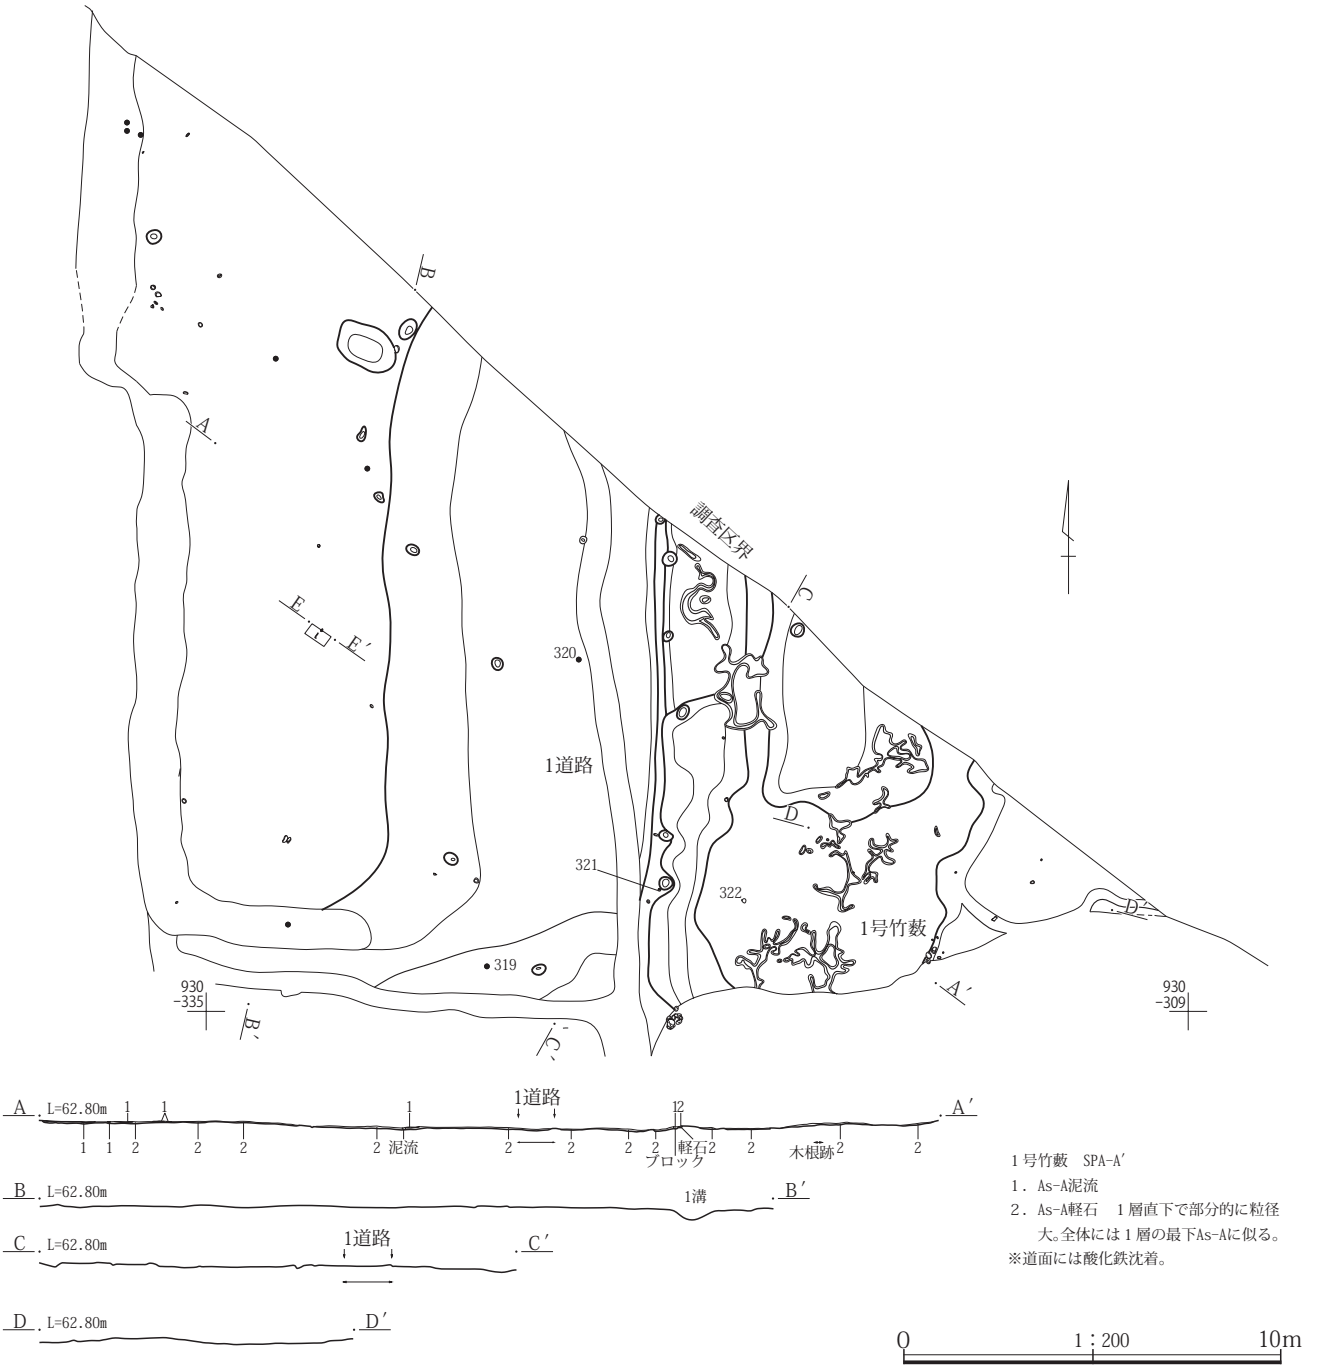 B
A
調査区界
C
E
E′
320
1道路
D
321
322
1号竹藪
D′
319
A′
930
-335
930
-309
B′
C′
1道路
A L=62.80m 1 1 1 12 A′
1 1 2 2 2 2 泥流 2 2 2 2 軽石 2 2 木根跡 2 2
ブロック
B L=62.80m 1溝 B′
1道路
C L=62.80m C′
D L=62.80m D′
1号竹藪 SPA-A′
1．As-A泥流
2．As-A軽石 1層直下で部分的に粒径
大。全体には1層の最下As-Aに似る。
※道面には酸化鉄沈着。
0 1：200 10m